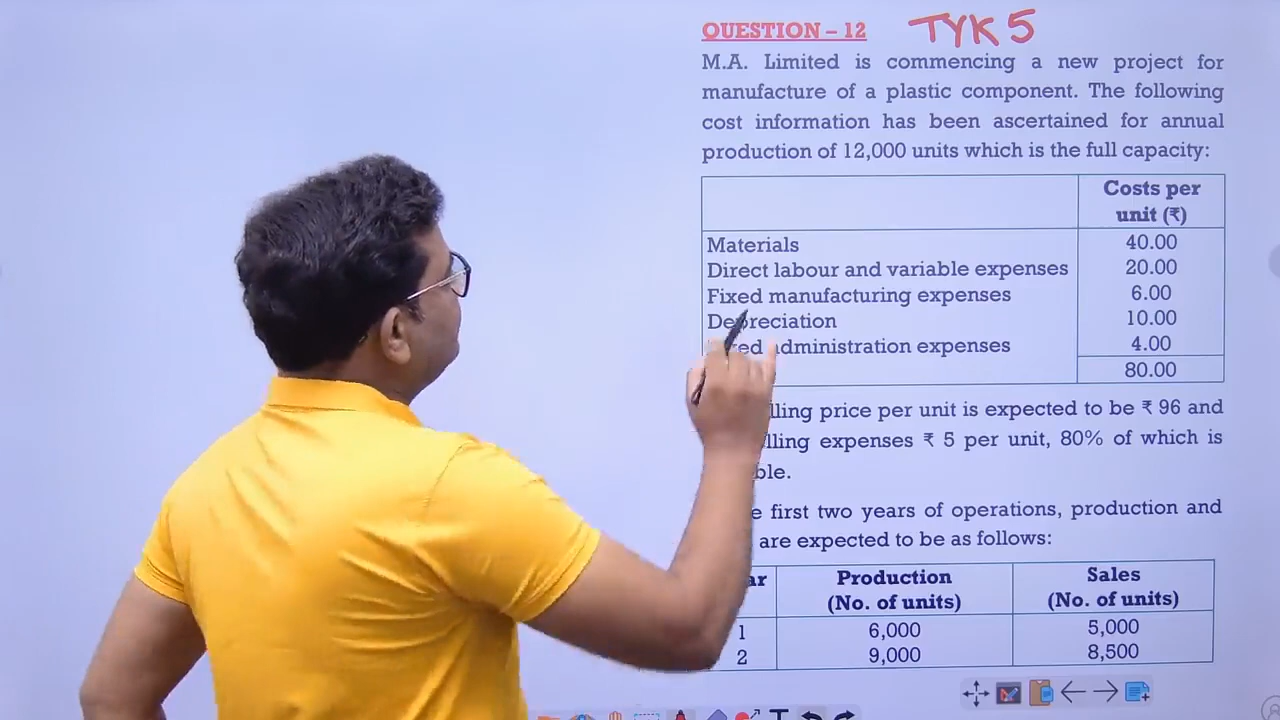 QUESTION – 12 TYK 5
M.A. Limited is commencing a new project for
manufacture of a plastic component. The following
cost information has been ascertained for annual
production of 12,000 units which is the full capacity:
Costs per
unit (₹)
Materials 40.00
Direct labour and variable expenses 20.00
Fixed manufacturing expenses 6.00
Depreciation 10.00
administration expenses 4.00
80.00
price per unit is expected to be ₹ 96 and
expenses ₹ 5 per unit, 80% of which is
first two years of operations, production and
are expected to be as follows:
Production Sales
(No. of units) (No. of units)
1 6,000 5,000
2 9,000 8,500